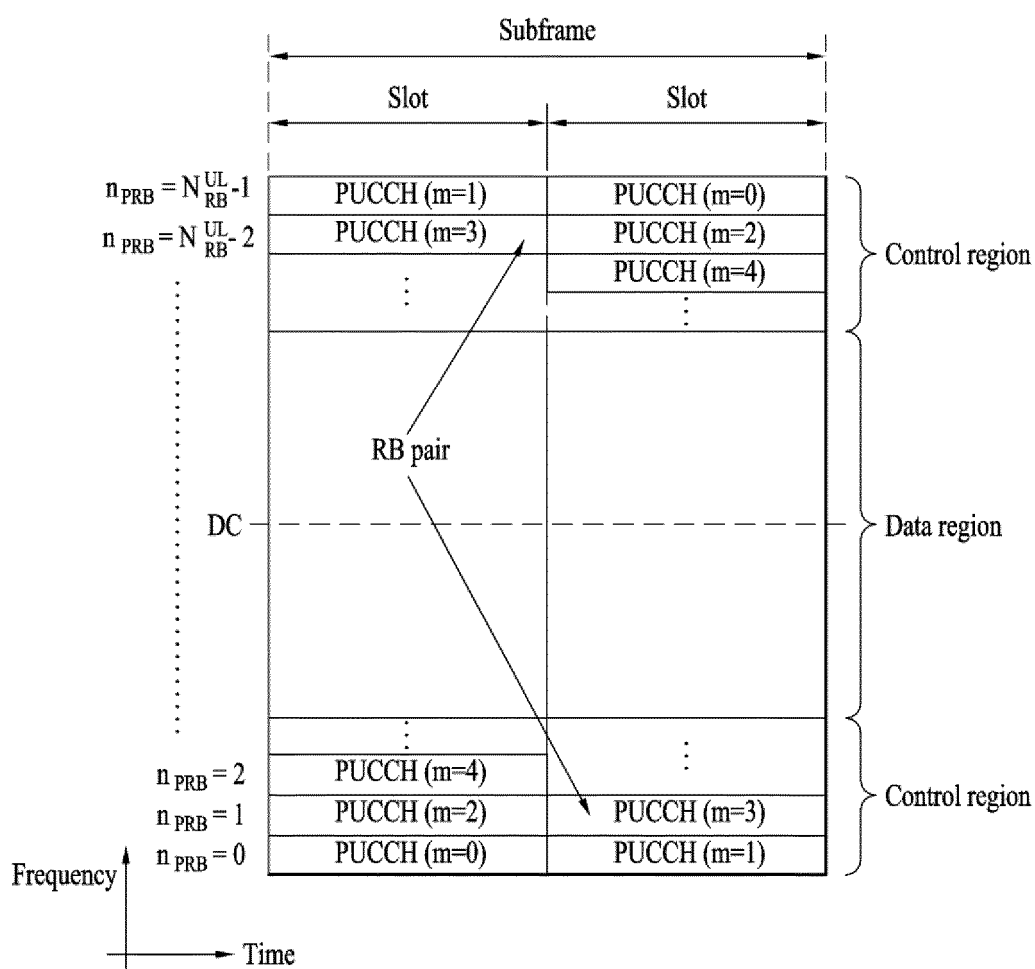 Subframe
Slot Slot
n PRB = N UL RB -1 PUCCH (m=1) PUCCH (m=0)
n PRB = N UL RB - 2 PUCCH (m=3) PUCCH (m=2)
PUCCH (m=4)
Control region
RB pair
DC
Data region
n PRB = 2 PUCCH (m=4)
n PRB = 1 PUCCH (m=2) PUCCH (m=3)
Control region
n PRB = 0 PUCCH (m=0) PUCCH (m=1)
Frequency
Time